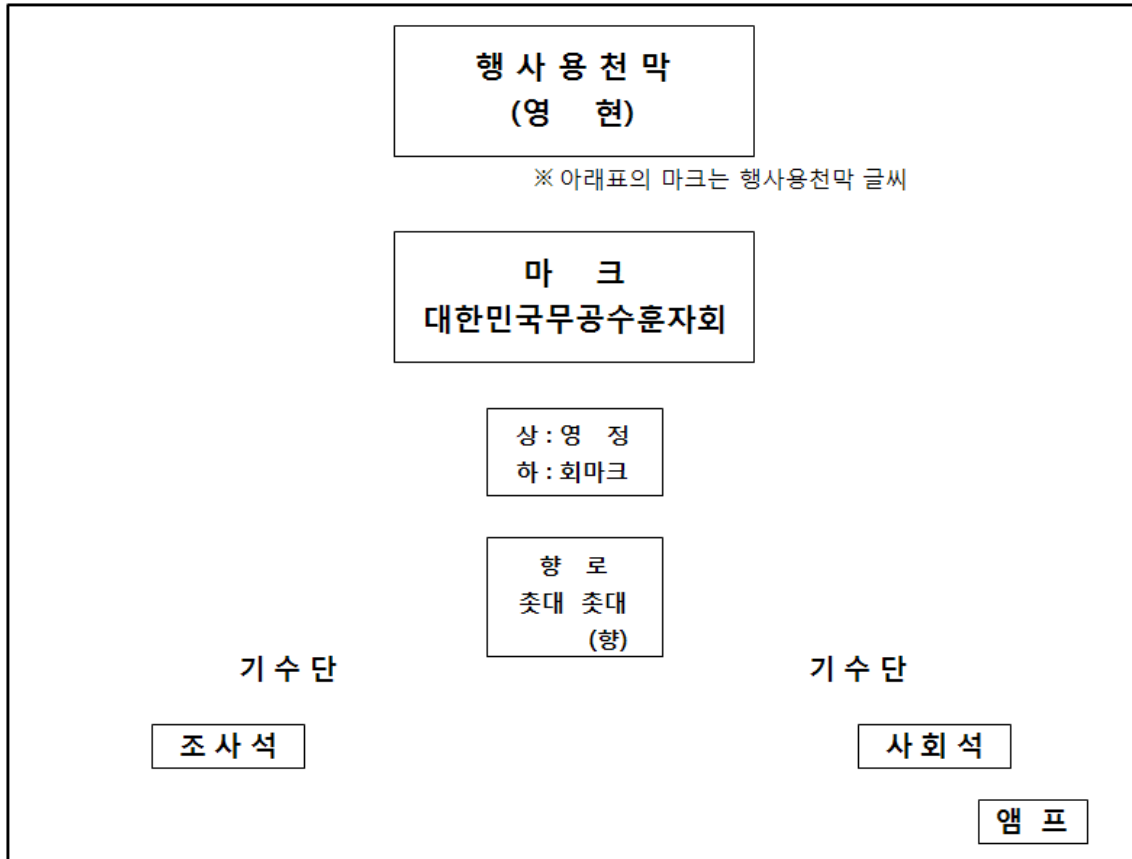 행 사 용 천 막
(영 현)
※ 아래표의 마크는 행사용천막 글씨
마 크
대한민국무공수훈자회
상 : 영 정
하 : 회마크
향 로
촛대 촛대
(향)
기 수 단 기 수 단
조 사 석 사 회 석
앰 프